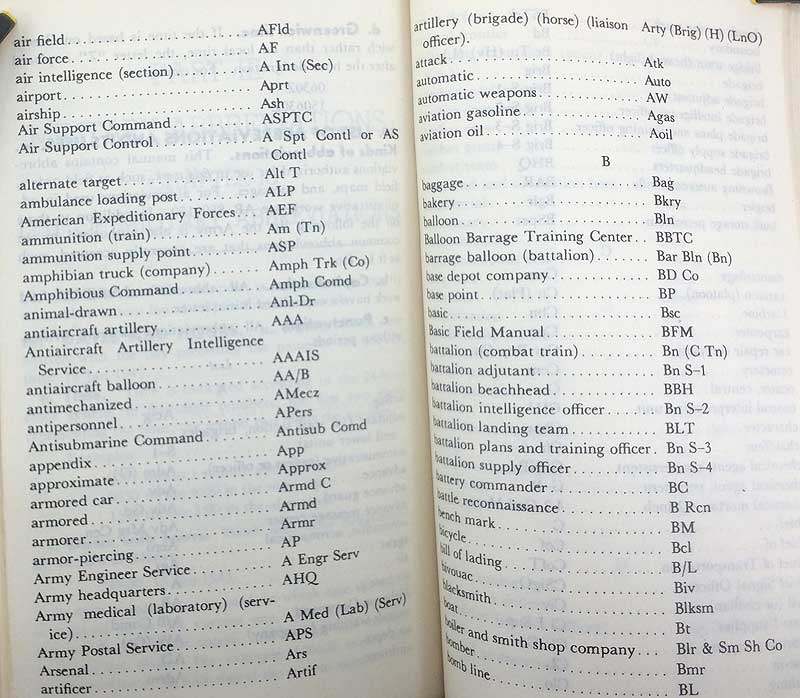 air field. . . . . . . . . . . . . . . . . . . . . AFld
air force. . . . . . . . . . . . . . . . . . . . . AF
air intelligence (section) . . . . . . . . . A Int (Sec)
airport. . . . . . . . . . . . . . . . . . . . . . . Aprt
airship. . . . . . . . . . . . . . . . . . . . . . . Ash
Air Support Command. . . . . . . . . ASPTC
Air Support Control . . . . . . . . . . . A Spt Contl or AS
Contl
alternate target. . . . . . . . . . . . . . . Alt T
ambulance loading post. . . . . . . . . ALP
American Expeditionary Forces. . . AEF
ammunition (train). . . . . . . . . . . . Am (Tn)
ammunition supply point. . . . . . . . ASP
amphibian truck (company). . . . . . Amph Trk (Co)
Amphibious Command. . . . . . . . . Amph Comd
animal-drawn. . . . . . . . . . . . . . . . Anl-Dr
antiaircraft artillery. . . . . . . . . . . . AAA
Antiaircraft Artillery Intelligence
Service. . . . . . . . . . . . . . . . . . . AAAIS
antiaircraft balloon . . . . . . . . . . . . AA/B
antimechanized. . . . . . . . . . . . . . . AMecz
antipersonnel. . . . . . . . . . . . . . . . . APers
Antisubmarine Command . . . . . . . Antisub Comd
appendix. . . . . . . . . . . . . . . . . . . . App
approximate. . . . . . . . . . . . . . . . . Approx
armored car. . . . . . . . . . . . . . . . . Armd C
armored. . . . . . . . . . . . . . . . . . . . Armd
armorer. . . . . . . . . . . . . . . . . . . . Armr
armor-piercing. . . . . . . . . . . . . . . AP
Army Engineer Service. . . . . . . . . A Engr Serv
Army headquarters. . . . . . . . . . . . AHQ
Army medical (laboratory) (serv-
ice). . . . . . . . . . . . . . . . . . . . . . A Med (Lab) (Serv)
Army Postal Service. . . . . . . . . . . APS
Arsenal. . . . . . . . . . . . . . . . . . . . Ars
artificer. . . . . . . . . . . . . . . . . . . . Artif
artillery (brigade) (horse) (liaison Arty (Brig) (H) (LnO)
officer).
attack. . . . . . . . . . . . . . . . . . . . . . Atk
automatic. . . . . . . . . . . . . . . . . . . Auto
automatic weapons. . . . . . . . . . . . AW
aviation gasoline. . . . . . . . . . . . . . Agas
aviation oil. . . . . . . . . . . . . . . . . . Aoil
B
baggage. . . . . . . . . . . . . . . . . . . . Bag
bakery. . . . . . . . . . . . . . . . . . . . . Bkry
balloon. . . . . . . . . . . . . . . . . . . . . Bln
Balloon Barrage Training Center. . BBTC
barrage balloon (battalion). . . . . . . Bar Bln (Bn)
base depot company. . . . . . . . . . . BD Co
base point. . . . . . . . . . . . . . . . . . . BP
basic. . . . . . . . . . . . . . . . . . . . . . . Bsc
Basic Field Manual. . . . . . . . . . . . BFM
battalion (combat train). . . . . . . . . Bn (C Tn)
battalion adjutant. . . . . . . . . . . . . Bn S-1
battalion beachhead. . . . . . . . . . . BBH
battalion intelligence officer. . . . . . Bn S-2
battalion landing team. . . . . . . . . . BLT
battalion plans and training officer. Bn S-3
battalion supply officer. . . . . . . . . Bn S-4
battery commander. . . . . . . . . . . . BC
battle reconnaissance. . . . . . . . . . B Rcn
bench mark. . . . . . . . . . . . . . . . . . BM
bicycle. . . . . . . . . . . . . . . . . . . . . Bcl
bill of lading. . . . . . . . . . . . . . . . . B/L
bivouac. . . . . . . . . . . . . . . . . . . . . Biv
blacksmith. . . . . . . . . . . . . . . . . . Blksm
boat. . . . . . . . . . . . . . . . . . . . . . . Bt
boiler and smith shop company. . . Blr & Sm Sh Co
bomber. . . . . . . . . . . . . . . . . . . . . Bmr
bomb line. . . . . . . . . . . . . . . . . . . BL